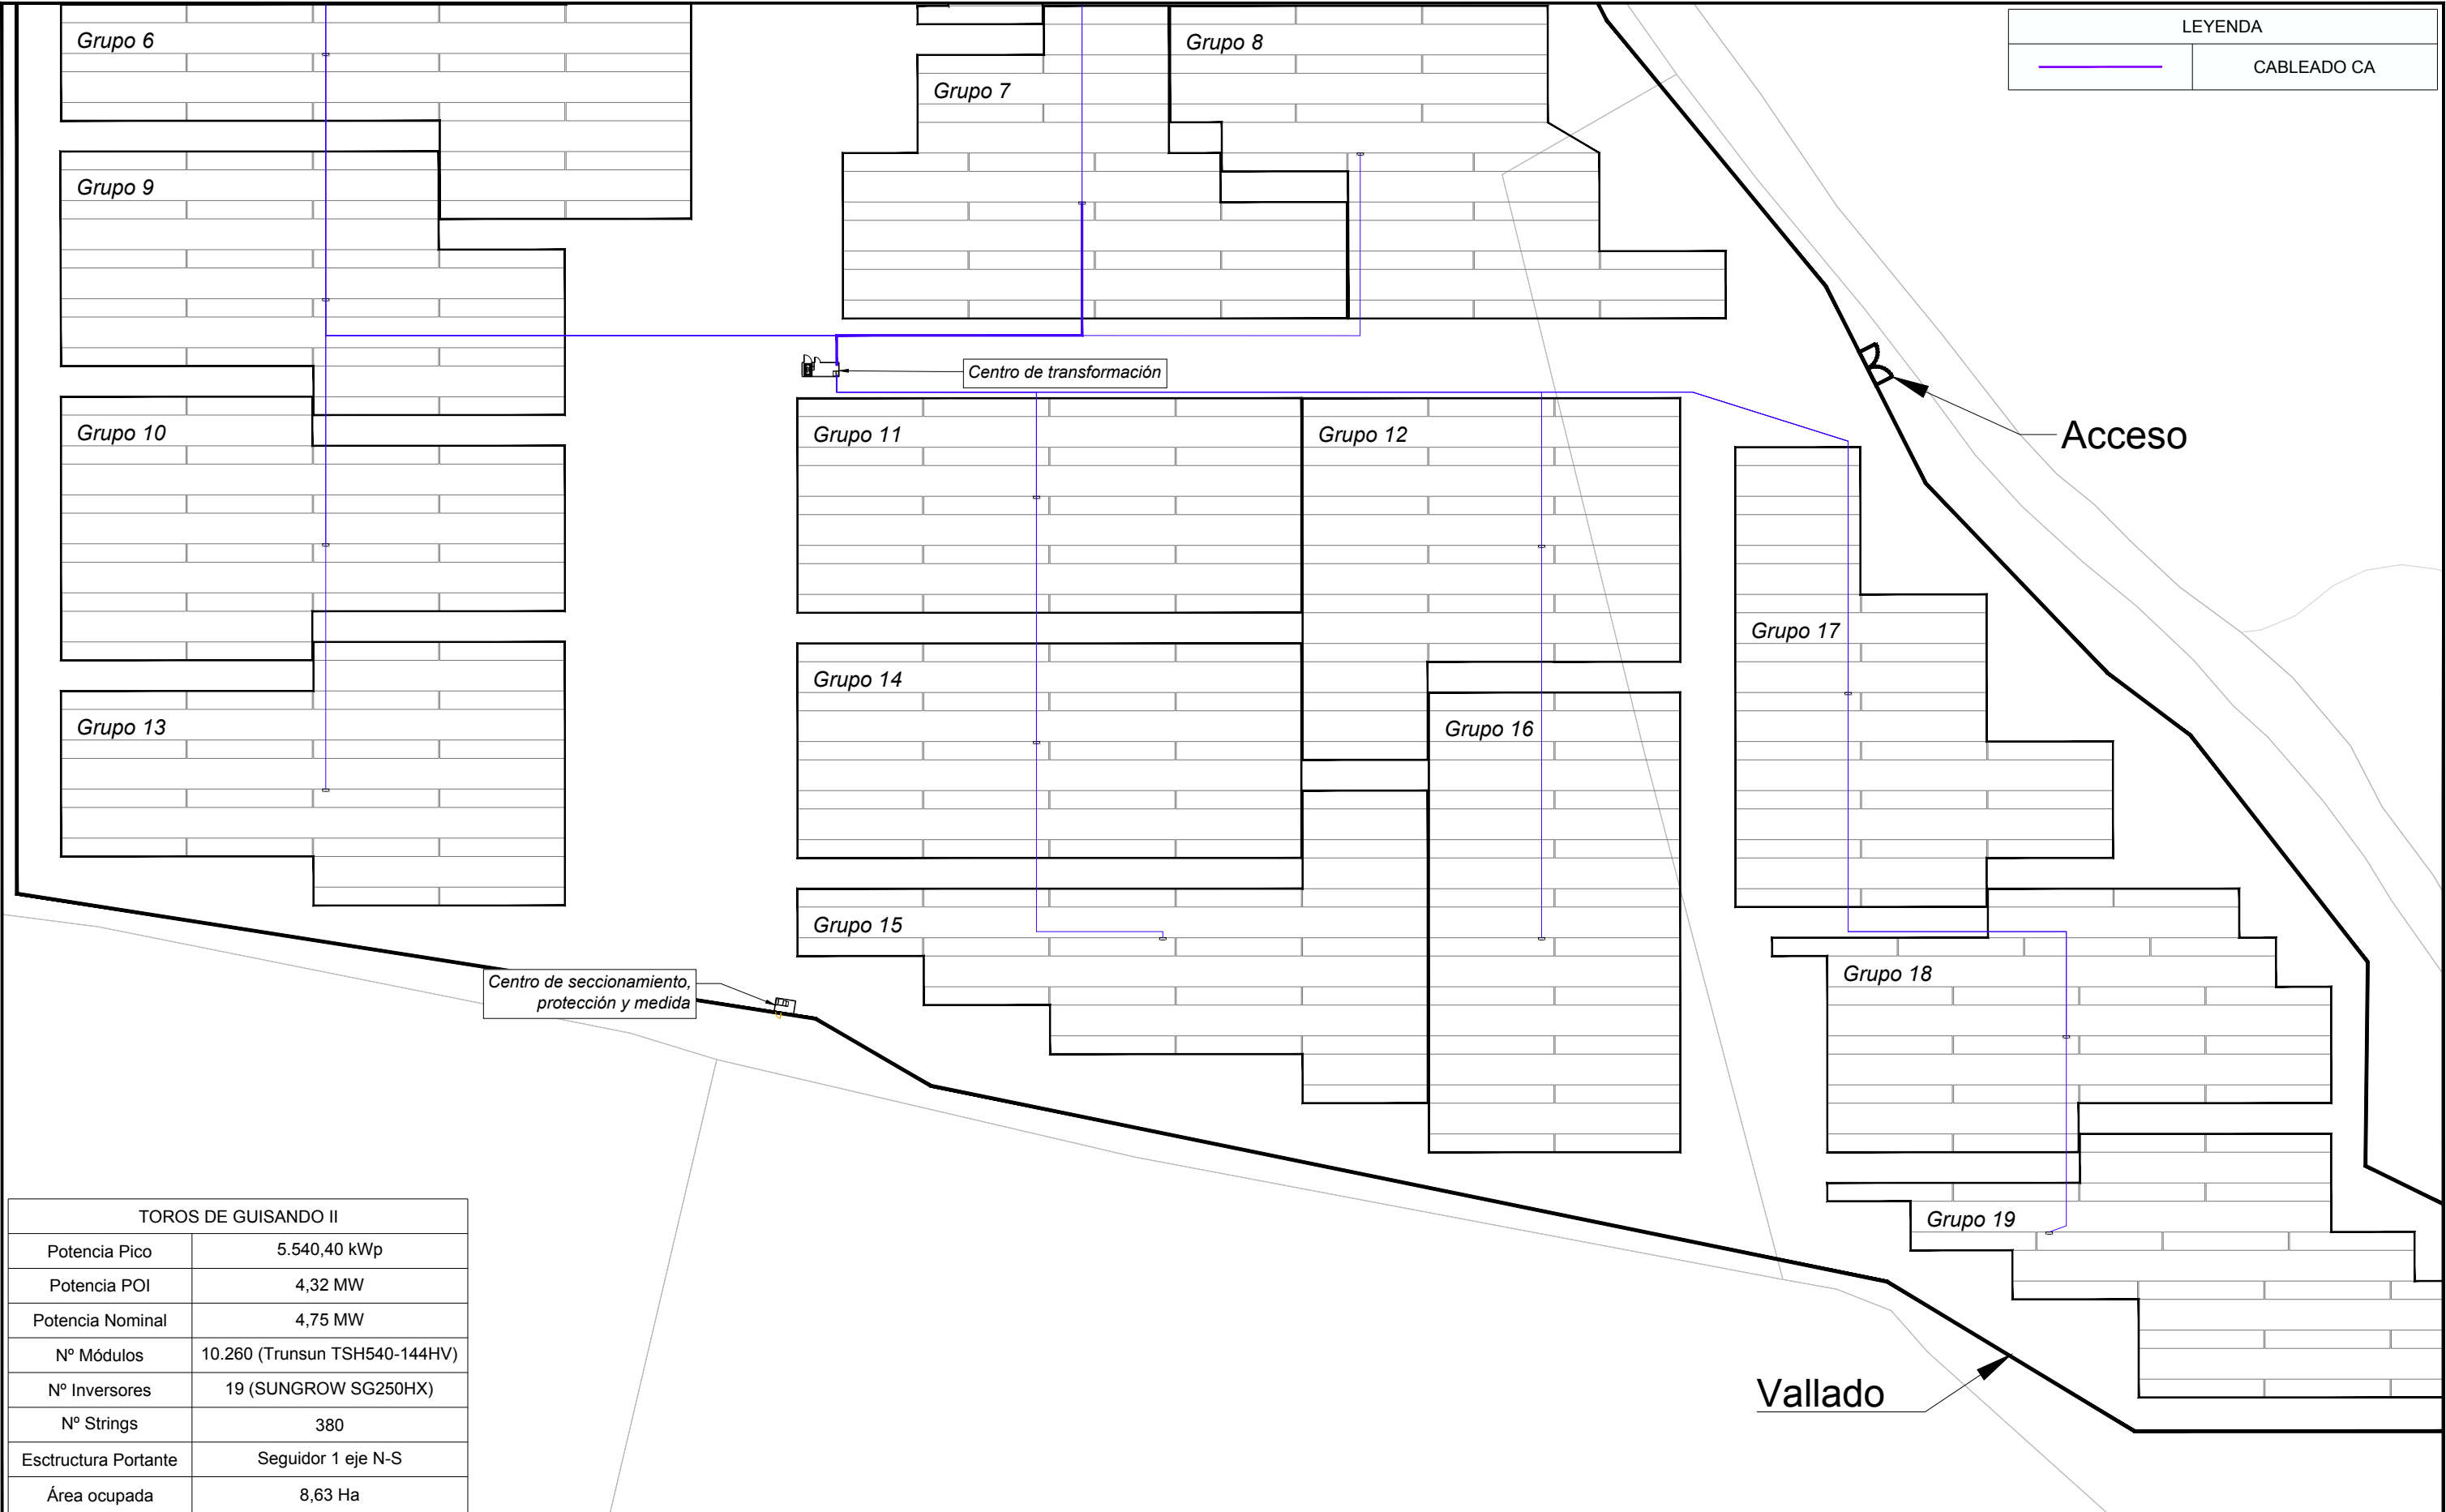 Grupo 6
Grupo 8
LEYENDA
CABLEADO CA
Grupo 7
Grupo 9
Centro de transformación
Acceso
Grupo 10
Grupo 11
Grupo 12
Grupo 17
Grupo 14
Grupo 13
Grupo 16
Grupo 15
Grupo 18
Centro de seccionamiento,
protección y medida
Grupo 19
Vallado
TOROS DE GUISANDO II
Potencia Pico 5.540,40 kWp
Potencia POI 4,32 MW
Potencia Nominal 4,75 MW
Nº Módulos 10.260 (Trunsun TSH540-144HV)
Nº Inversores 19 (SUNGROW SG250HX)
Nº Strings 380
Esctructura Portante Seguidor 1 eje N-S
Área ocupada 8,63 Ha